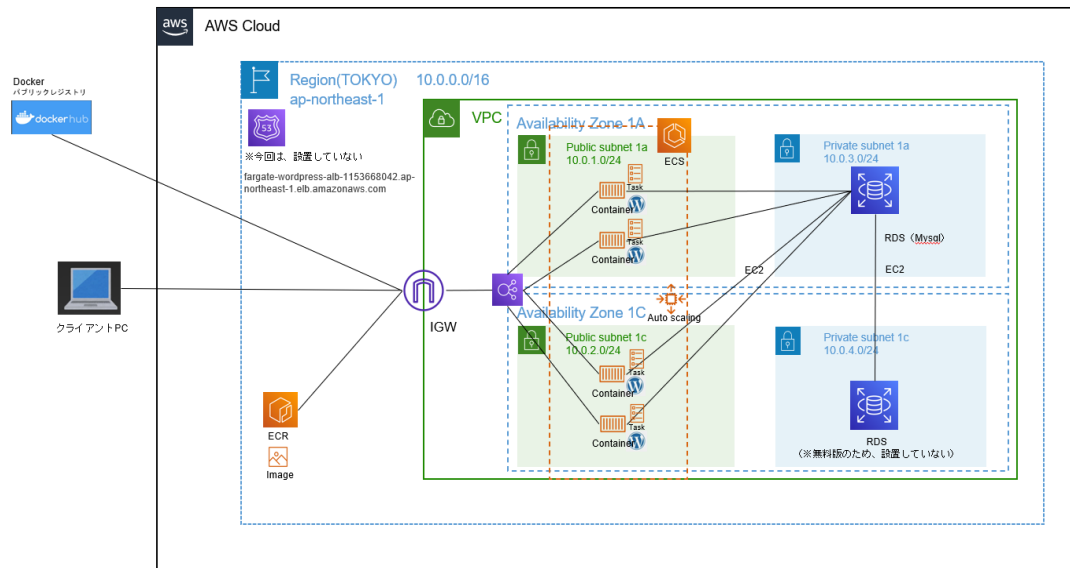 aws
AWS Cloud
Docker
パブリックレジストリ
dockerhub
Region(TOKYO) 10.0.0.0/16
ap-northeast-1
53
※今回は、設置していない
fargate-wordpress-alb-1153668042.ap-
northeast-1.elb.amazonaws.com
VPC
Availability Zone 1A
ECS
Public subnet 1a
10.0.1.0/24
Task
Container
Task
Container
Private subnet 1a
10.0.3.0/24
RDS（Mysql）
EC2
EC2
クライアントPC
IGW
Auto scaling
Availability Zone 1C
Public subnet 1c
10.0.2.0/24
Task
Container
Task
Container
Private subnet 1c
10.0.4.0/24
RDS
（※無料版のため、設置していない）
ECR
Image